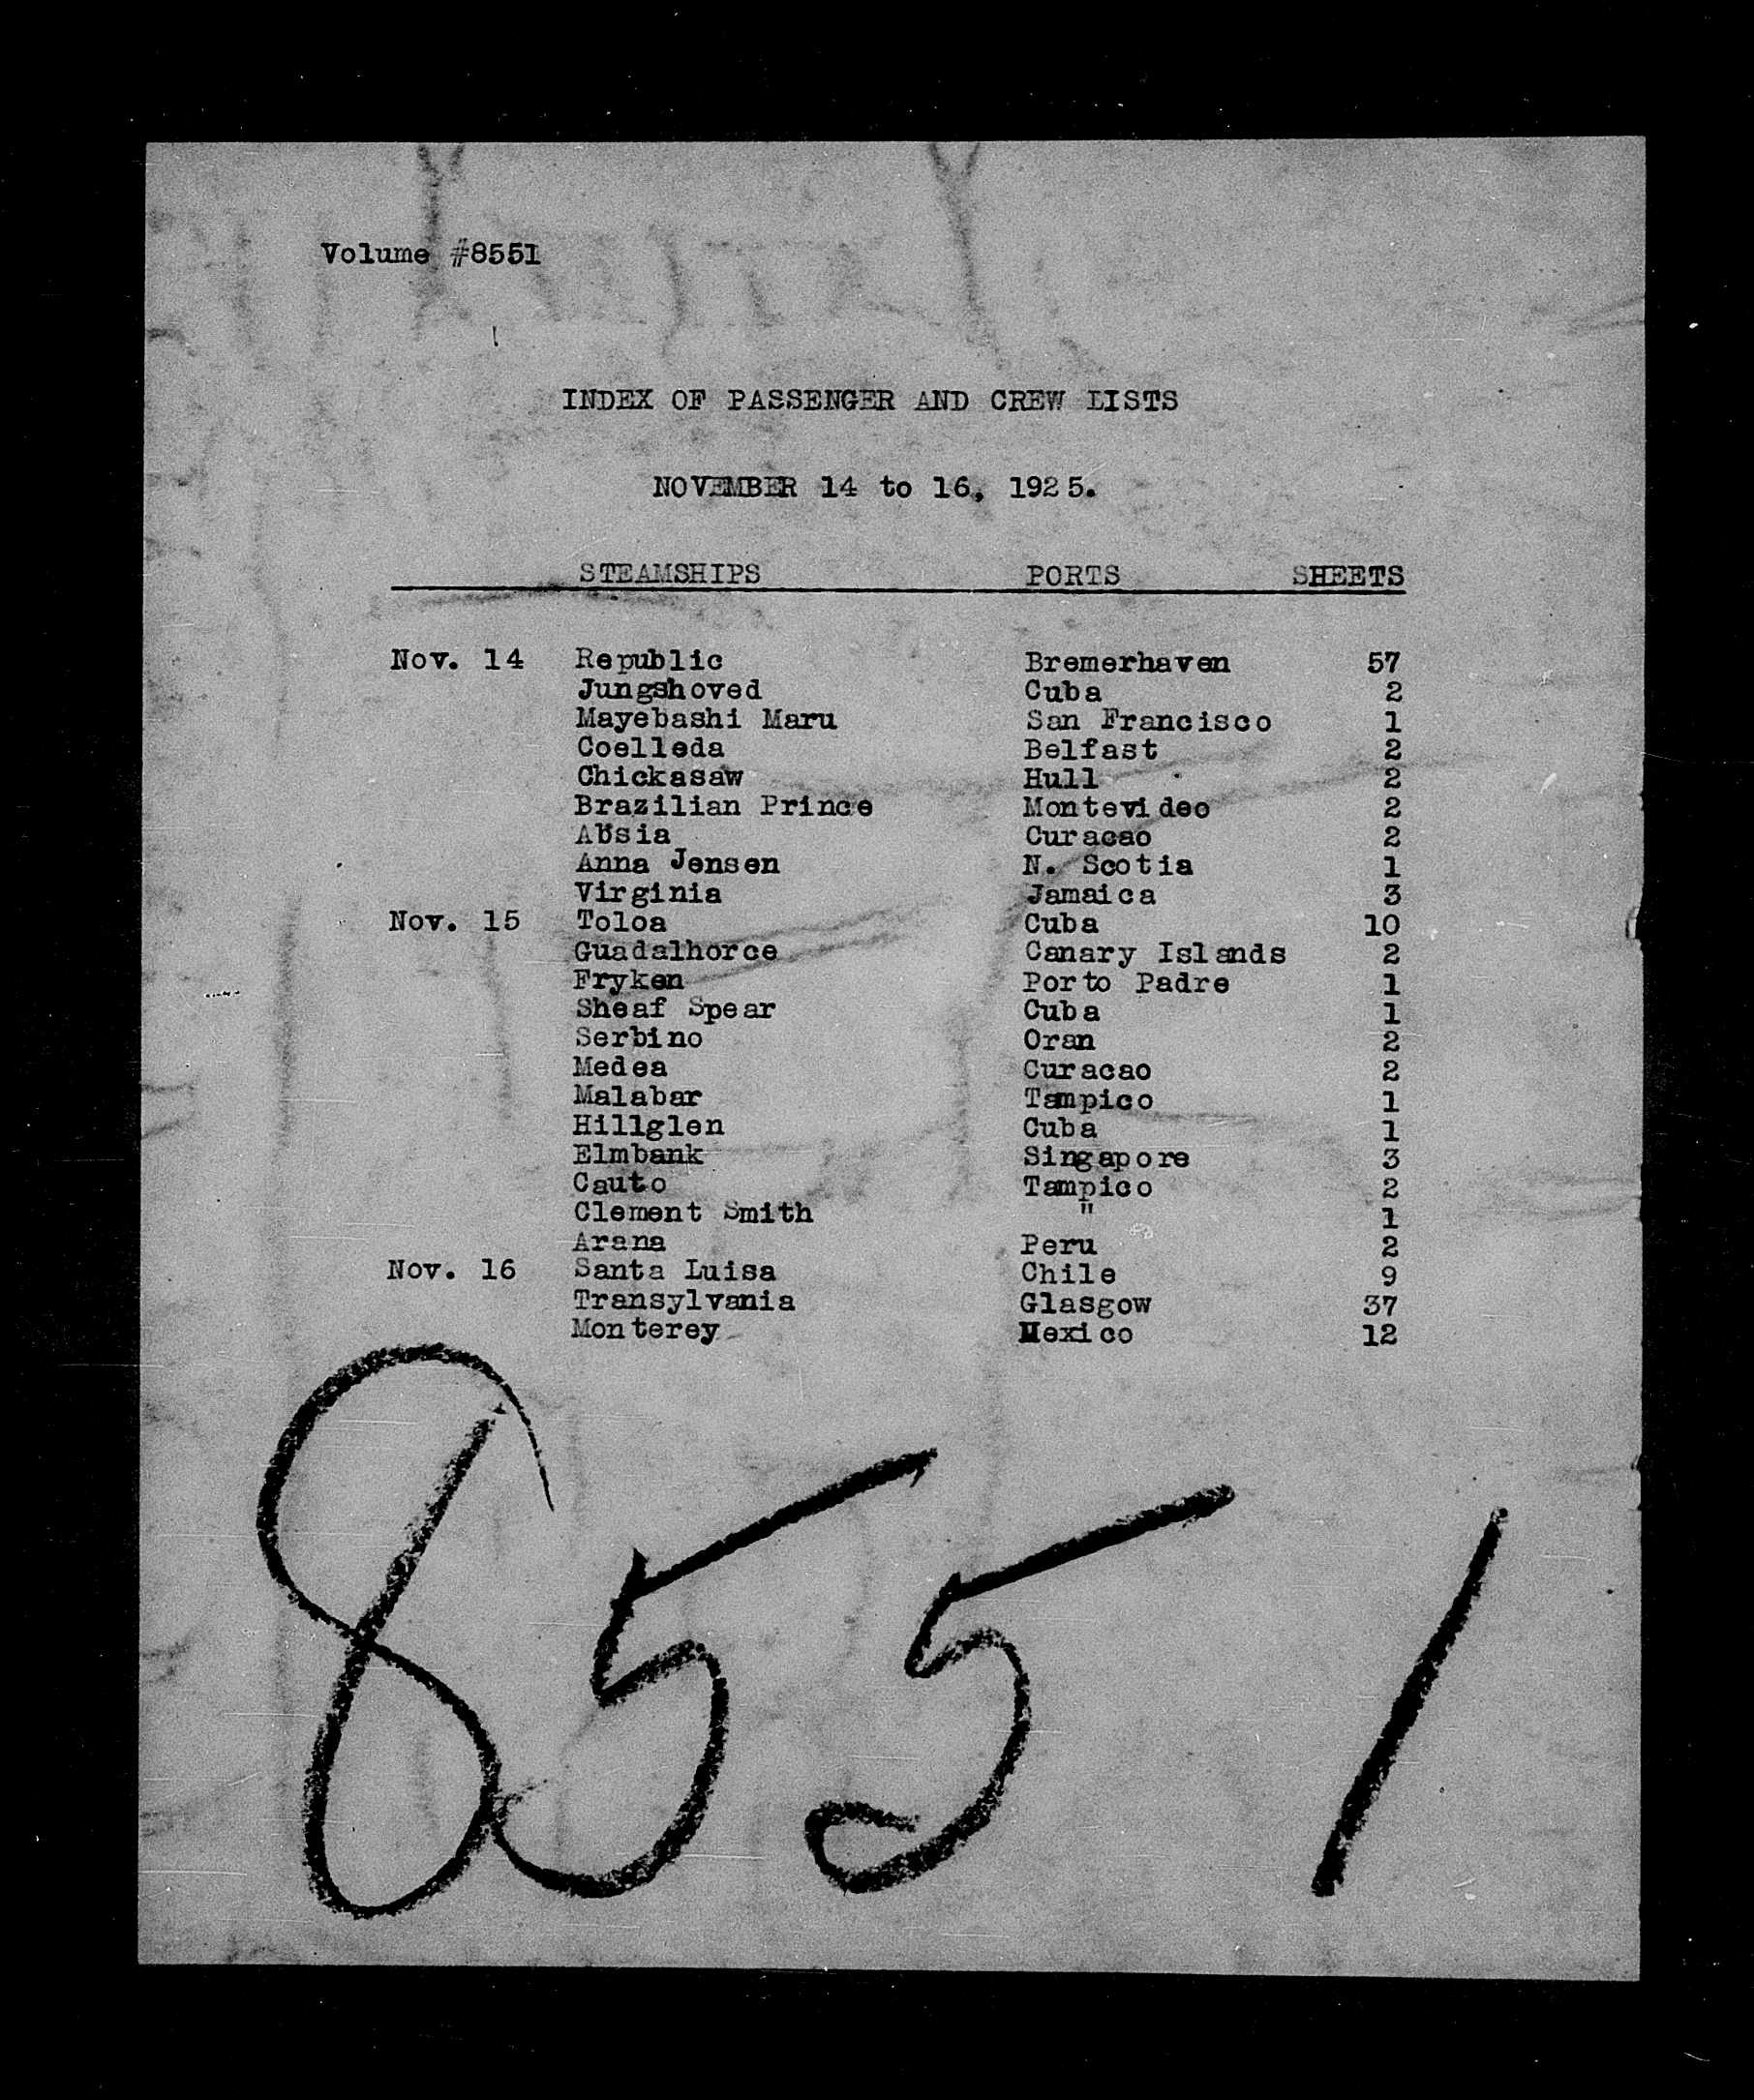 Volume #8551
INDEX OF PASSENGER AND CREW LISTS
NOVEMBER 14 to 16, 1925.
STEAMSHIPS PORTS SHEETS
Nov. 14 Republic Bremerhaven 57
Jungshoved Cuba 2
Mayebashi Maru San Francisco 1
Coelleda Belfast 2
Chickasaw Hull 2
Brazilian Prince Montevideo 2
Curacao 2
Anna Jensen N. Scotia 1
Virginia Jamaica 3
Nov. 15 Toloa Cuba 10
Guadalhorce Canary Islands 2
Fryken Porto Padre 1
Sheaf Spear Cuba 1
Serbino Oran 2
Medea Curacao 2
Malabar Tampico 1
Hillglen Cuba 1
Elmbank Singapore 3
Cauto Tampico 2
Clement Smith " 1
Arana Peru 2
Nov. 16 Santa Luisa Chile 9
Transylvania Glasgow 37
Monterey Mexico 12
8551